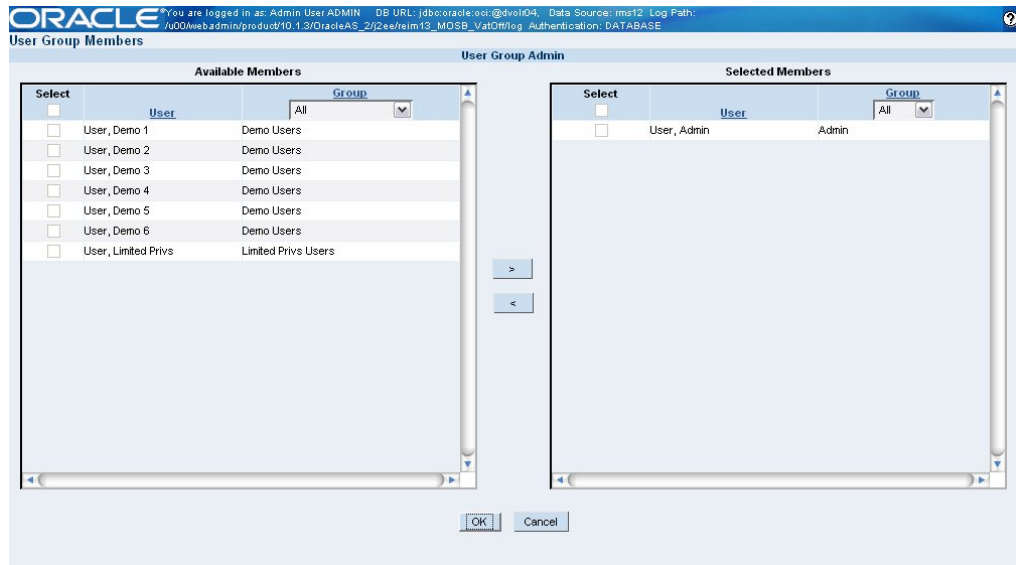 ORACLE® You are logged in as: Admin User ADMIN DB URL: jdbc:oracle:oci:@dvolr04, Data Source: rms12 Log Path:
/u00/webadmin/product/10.1.3/OracleAS_2/j2ee/reim13_MOSB_VatOff/log Authentication: DATABASE
?
User Group Members
User Group Admin
Available Members
Select User Group
All
User, Demo 1 Demo Users
User, Demo 2 Demo Users
User, Demo 3 Demo Users
User, Demo 4 Demo Users
User, Demo 5 Demo Users
User, Demo 6 Demo Users
User, Limited Privs Limited Privs Users
>
<
Selected Members
Select User Group
All
User, Admin Admin
OK Cancel